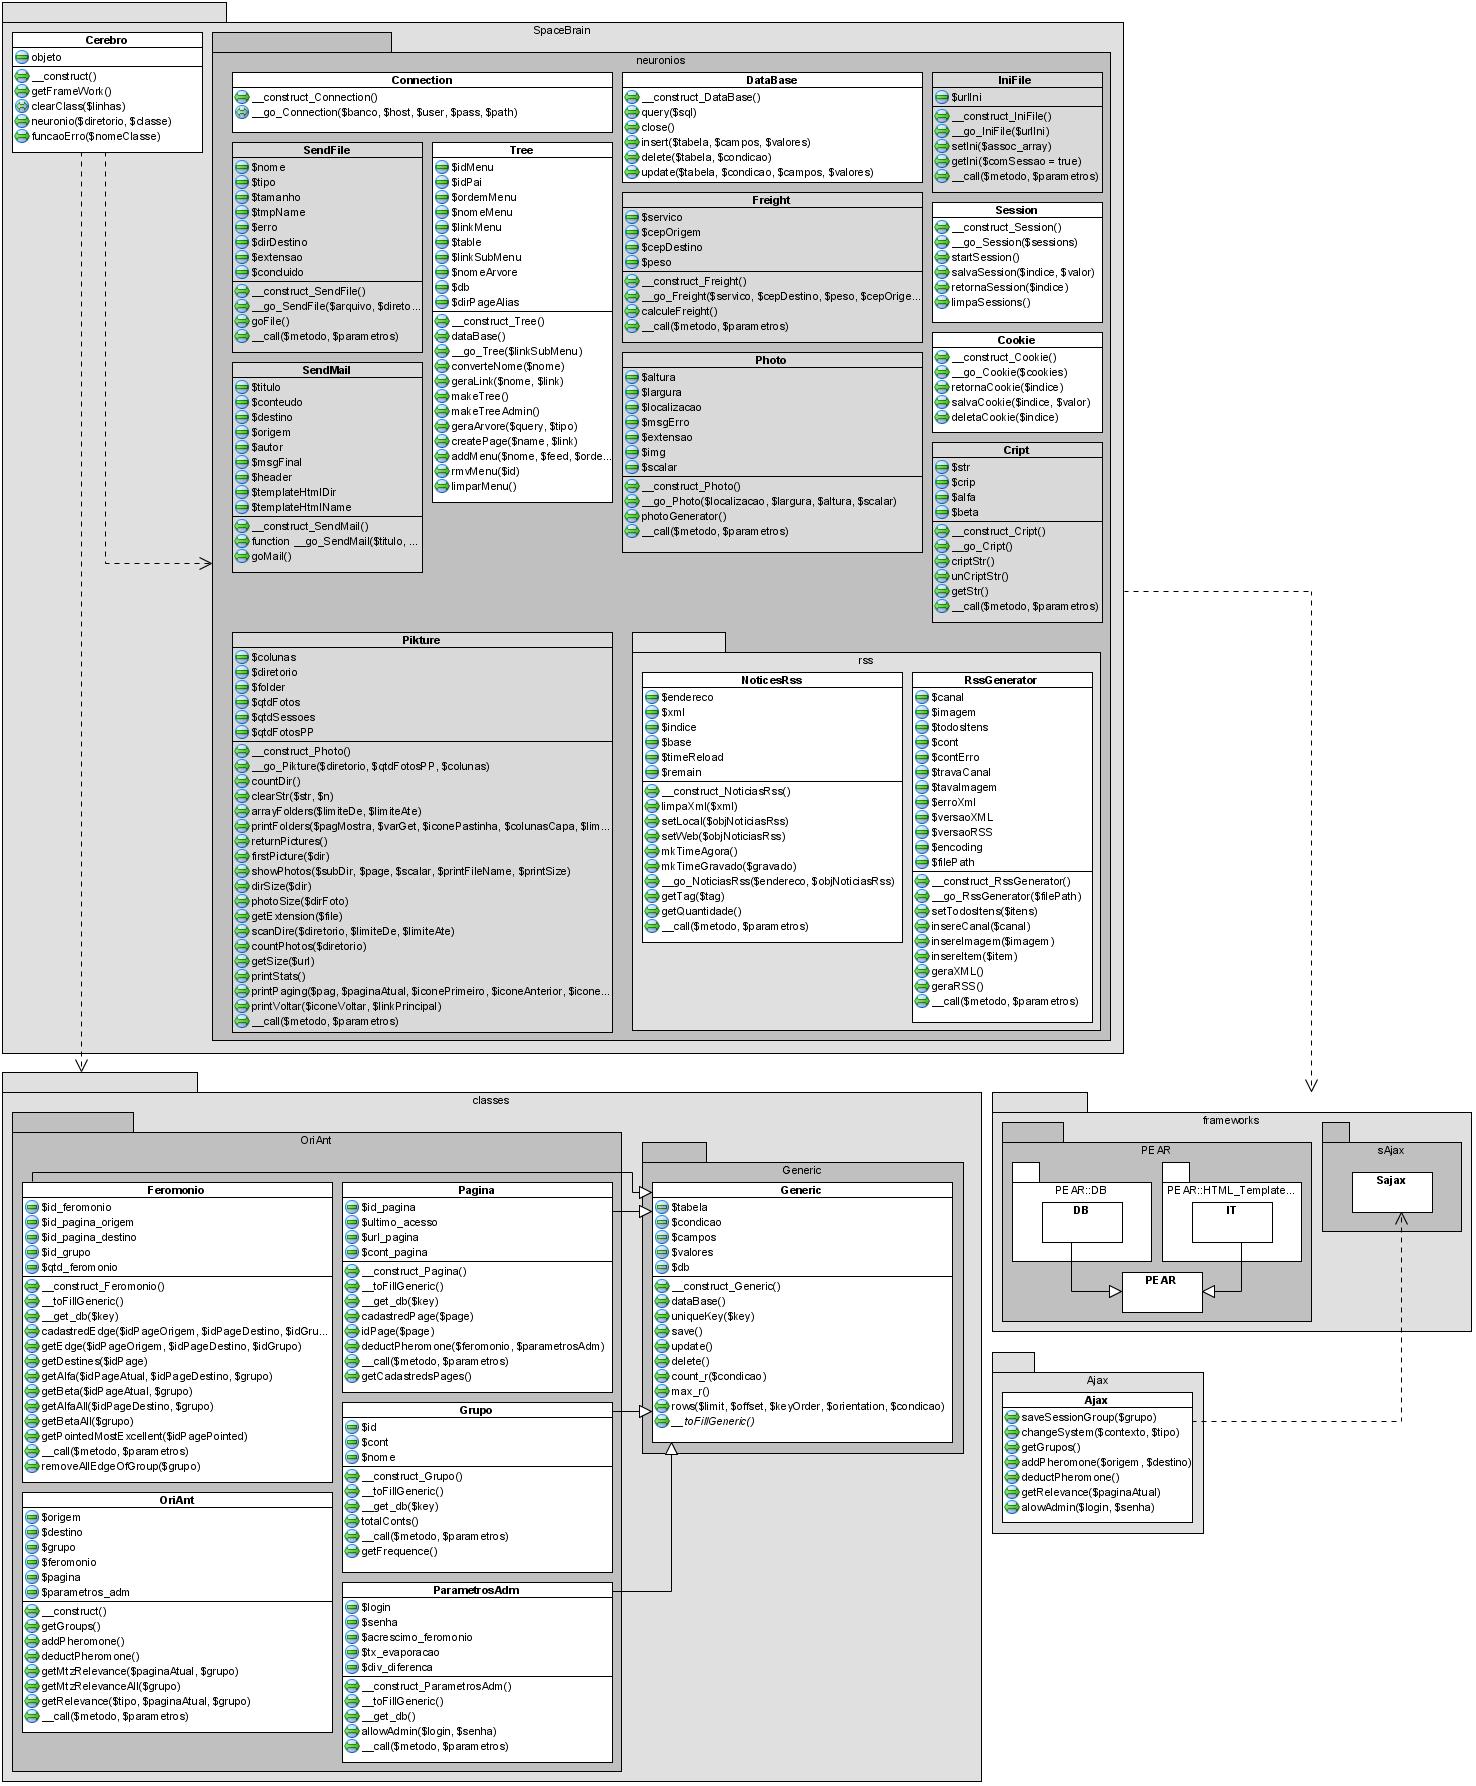 SpaceBrain
Cerebro
objeto
__construct()
getFrameWork()
clearClass($linhas)
neuronio($diretorio, $classe)
funcaoErro($nomeClasse)
neuronios
Connection
__construct_Connection()
__go_Connection($banco, $host, $user, $pass, $path)
DataBase
__construct_DataBase()
query($sql)
close()
insert($tabela, $campos, $valores)
delete($tabela, $condicao)
update($tabela, $condicao, $campos, $valores)
IniFile
$urlIni
__construct_IniFile()
__go_IniFile($urlIni)
setIni($assoc_array)
getIni($comSessao = true)
__call($metodo, $parametros)
SendFile
$nome
$tipo
$tamanho
$tmpName
$erro
$dirDestino
$extensao
$concluido
__construct_SendFile()
__go_SendFile($arquivo, $direto...
goFile()
__call($metodo, $parametros)
Tree
$idMenu
$idPai
$ordemMenu
$nomeMenu
$linkMenu
$table
$linkSubMenu
$nomeArvore
$db
$dirPageAlias
__construct_Tree()
dataBase()
__go_Tree($linkSubMenu)
converteNome($nome)
geraLink($nome, $link)
makeTree()
makeTreeAdmin()
geraArvore($query, $tipo)
createPage($name, $link)
addMenu($nome, $feed, $orde...
rmvMenu($id)
limparMenu()
Freight
$servico
$cepOrigem
$cepDestino
$peso
__construct_Freight()
__go_Freight($servico, $cepDestino, $peso, $cepOrige...
calculeFreight()
__call($metodo, $parametros)
Session
__construct_Session()
__go_Session($sessions)
startSession()
salvaSession($indice, $valor)
retornaSession($indice)
limpaSessions()
Cookie
__construct_Cookie()
__go_Cookie($cookies)
retornaCookie($indice)
salvaCookie($indice, $valor)
deletaCookie($indice)
SendMail
$titulo
$conteudo
$destino
$origem
$autor
$msgFinal
$header
$templateHtmlDir
$templateHtmlName
__construct_SendMail()
function __go_SendMail($titulo, ...
goMail()
Photo
$altura
$largura
$localizacao
$msgErro
$extensao
$img
$scalar
__construct_Photo()
__go_Photo($localizacao, $largura, $altura, $scalar)
photoGenerator()
__call($metodo, $parametros)
Cript
$str
$crip
$alfa
$beta
__construct_Cript()
__go_Cript()
criptStr()
unCriptStr()
getStr()
__call($metodo, $parametros)
Pikture
$colunas
$diretorio
$folder
$qtdFotos
$qtdSessoes
$qtdFotosPP
__construct_Photo()
__go_Pikture($diretorio, $qtdFotosPP, $colunas)
countDir()
clearStr($str, $n)
arrayFolders($limiteDe, $limiteAte)
printFolders($pagMostra, $varGet, $iconePastinha, $colunasCapa, $lim...
returnPictures()
firstPicture($dir)
showPhotos($subDir, $page, $scalar, $printFileName, $printSize)
dirSize($dir)
photoSize($dirFoto)
getExtension($file)
scanDire($diretorio, $limiteDe, $limiteAte)
countPhotos($diretorio)
getSize($url)
printStats()
printPaging($pag, $paginaAtual, $iconePrimeiro, $iconeAnterior, $icone...
printVoltar($iconeVoltar, $linkPrincipal)
__call($metodo, $parametros)
rss
NoticesRss
$endereco
$xml
$indice
$base
$timeReload
$remain
__construct_NoticiasRss()
limpaXml($xml)
setLocal($objNoticiasRss)
setWeb($objNoticiasRss)
mkTimeAgora()
mkTimeGravado($gravado)
__go_NoticiasRss($endereco, $objNoticiasRss)
getTag($tag)
getQuantidade()
__call($metodo, $parametros)
RssGenerator
$canal
$imagem
$todosItens
$cont
$contErro
$travaCanal
$tavaImagem
$erroXml
$versaoXML
$versaoRSS
$encoding
$filePath
__construct_RssGenerator()
__go_RssGenerator($filePath)
setTodosItens($itens)
insereCanal($canal)
insereImagem($imagem)
insereItem($item)
geraXML()
geraRSS()
__call($metodo, $parametros)
classes
OriAnt
Feromonio
$id_feromonio
$id_pagina_origem
$id_pagina_destino
$id_grupo
$qtd_feromonio
__construct_Feromonio()
__toFillGeneric()
__get_db($key)
cadastredEdge($idPageOrigem, $idPageDestino, $idGru...
getEdge($idPageOrigem, $idPageDestino, $idGrupo)
getDestines($idPage)
getAlfa($idPageAtual, $idPageDestino, $grupo)
getBeta($idPageAtual, $grupo)
getAlfaAll($idPageDestino, $grupo)
getBetaAll($grupo)
getPointedMostExcellent($idPagePointed)
__call($metodo, $parametros)
removeAllEdgeOfGroup($grupo)
OriAnt
$origem
$destino
$grupo
$feromonio
$pagina
$parametros_adm
__construct()
getGroups()
addPheromone()
deductPheromone()
getMtzRelevance($paginaAtual, $grupo)
getMtzRelevanceAll($grupo)
getRelevance($tipo, $paginaAtual, $grupo)
__call($metodo, $parametros)
Pagina
$id_pagina
$ultimo_acesso
$url_pagina
$cont_pagina
__construct_Pagina()
__toFillGeneric()
__get_db($key)
cadastredPage($page)
idPage($page)
deductPheromone($feromonio, $parametrosAdm)
__call($metodo, $parametros)
getCadastredsPages()
Grupo
$id
$cont
$nome
__construct_Grupo()
__toFillGeneric()
__get_db($key)
totalConts()
__call($metodo, $parametros)
getFrequence()
ParametrosAdm
$login
$senha
$acrescimo_feromonio
$tx_evaporacao
$div_diferenca
__construct_ParametrosAdm()
__toFillGeneric()
__get_db()
allowAdmin($login, $senha)
__call($metodo, $parametros)
Generic
Generic
$tabela
$condicao
$campos
$valores
$db
__construct_Generic()
dataBase()
uniqueKey($key)
save()
update()
delete()
count_r($condicao)
max_r()
rows($limit, $offset, $keyOrder, $orientation, $condicao)
__toFillGeneric()
frameworks
PEAR
PEAR::DB
DB
PEAR::HTML_Template...
IT
PEAR
sAjax
Sajax
Ajax
Ajax
saveSessionGroup($grupo)
changeSystem($contexto, $tipo)
getGrupos()
addPheromone($origem, $destino)
deductPheromone()
getRelevance($paginaAtual)
alowAdmin($login, $senha)